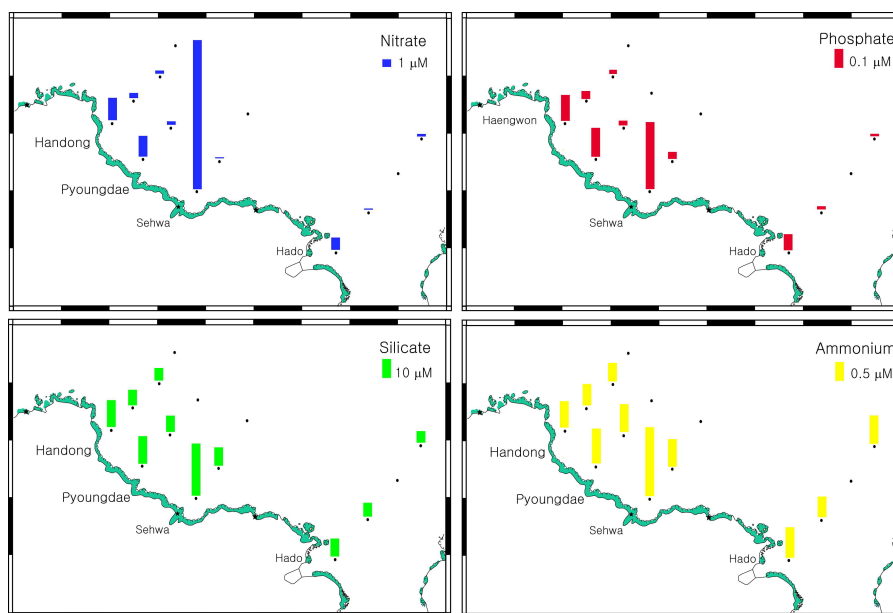 Nitrate
1 μM
Handong
Pyoungdae
Sehwa
Hado
Phosphate
0.1 μM
Haengwon
Sehwa
Hado
Silicate
10 μM
Handong
Pyoungdae
Sehwa
Hado
Ammonium
0.5 μM
Handong
Pyoungdae
Sehwa
Hado